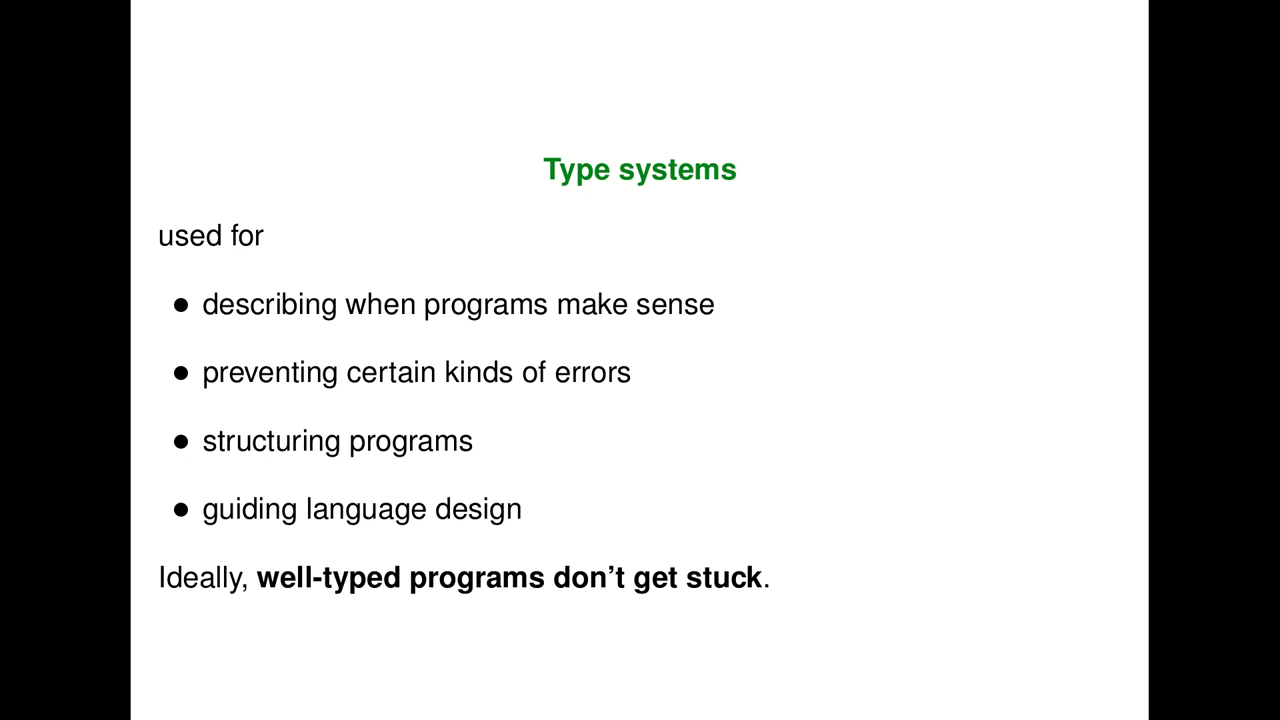 Type systems
used for
● describing when programs make sense
● preventing certain kinds of errors
● structuring programs
● guiding language design
Ideally, well-typed programs don’t get stuck.